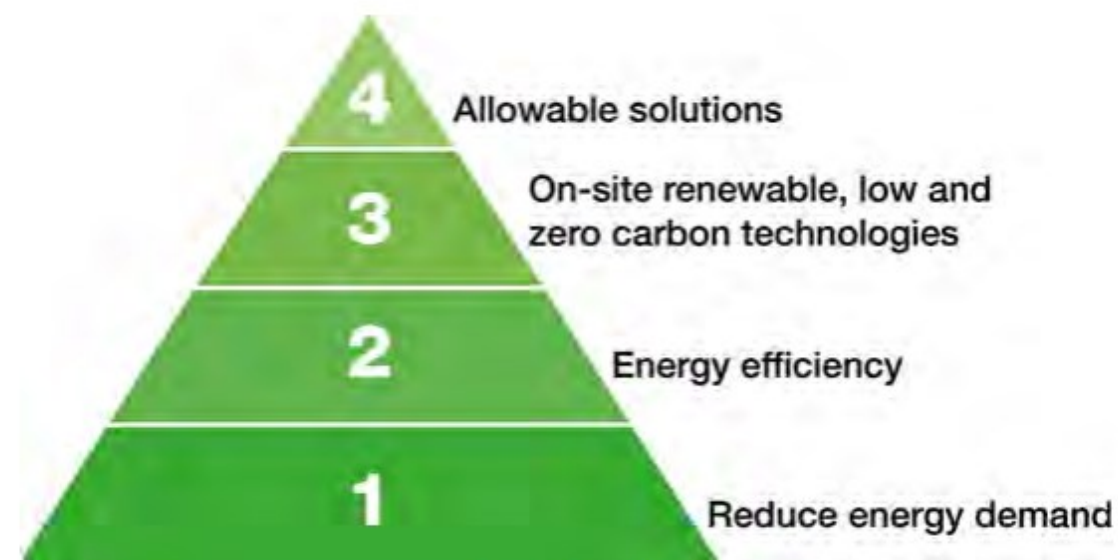 4
Allowable solutions
3
On-site renewable, low and
zero carbon technologies
2
Energy efficiency
1
Reduce energy demand